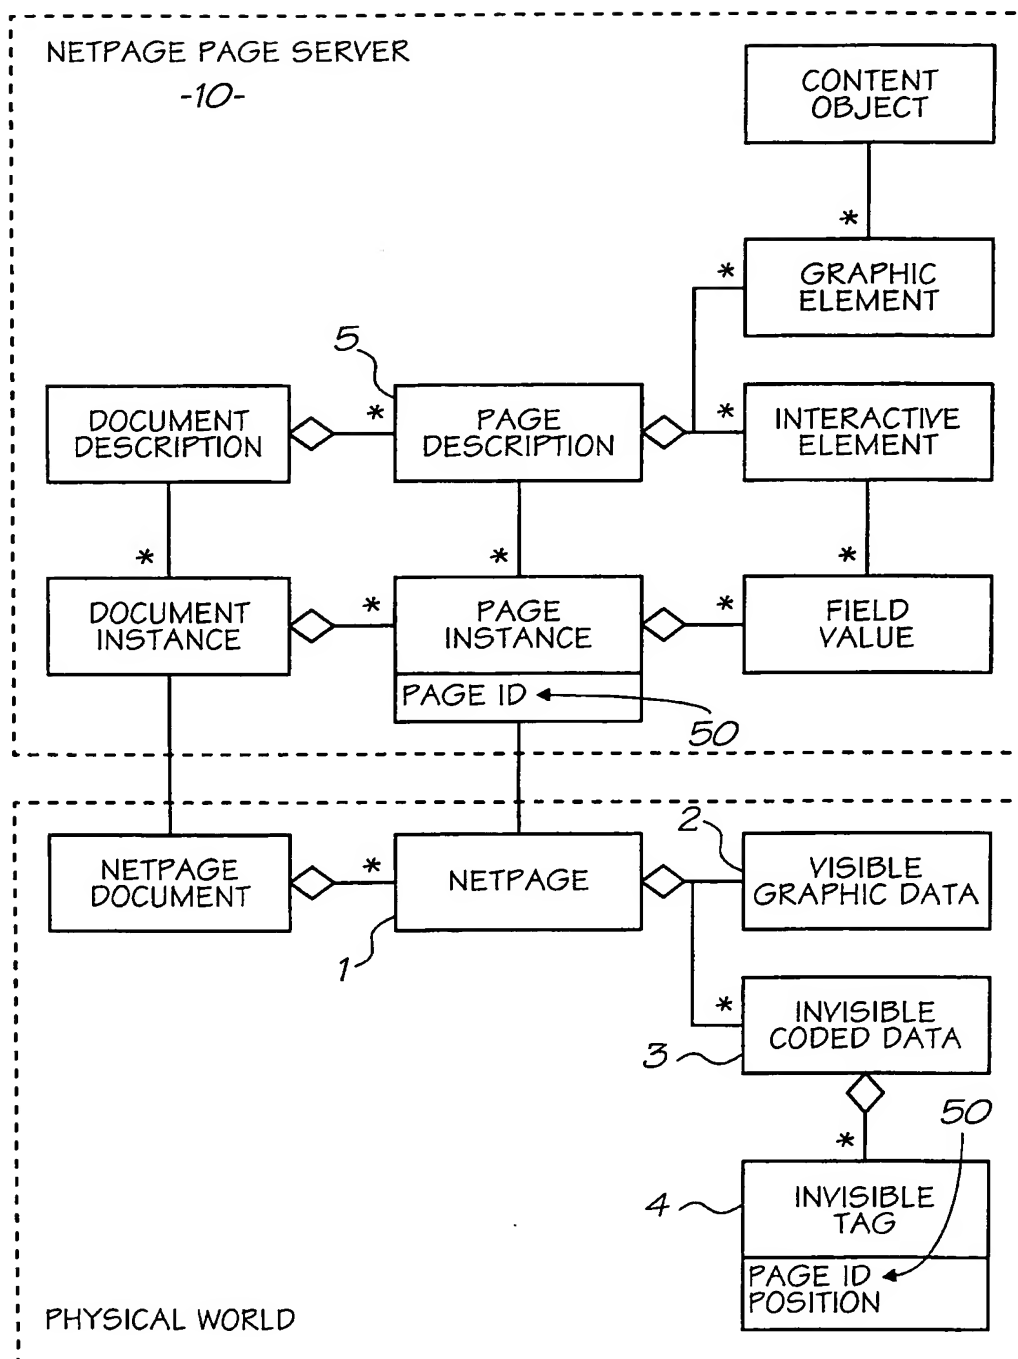 NETPAGE PAGE SERVER
-10-
CONTENT
OBJECT
*
GRAPHIC
ELEMENT
*
5
DOCUMENT
DESCRIPTION
*
PAGE
DESCRIPTION
*
INTERACTIVE
ELEMENT
*
*
*
DOCUMENT
INSTANCE
*
PAGE
INSTANCE
*
FIELD
VALUE
PAGE ID
50
NETPAGE
DOCUMENT
*
NETPAGE
1
2
VISIBLE
GRAPHIC DATA
*
INVISIBLE
CODED DATA
3
*
50
4
INVISIBLE
TAG
PAGE ID
POSITION
PHYSICAL WORLD